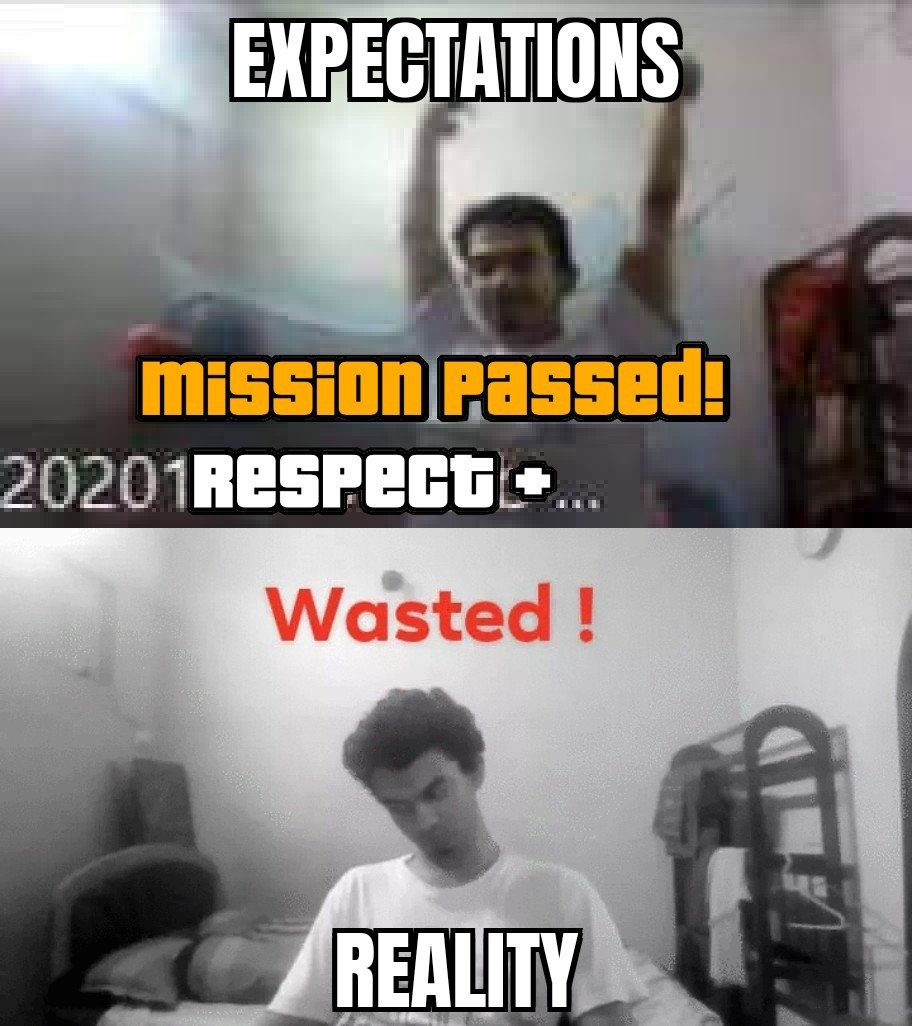 EXPECTATIONS
mission passed!
20201 Respect + ...
Wasted !
REALITY